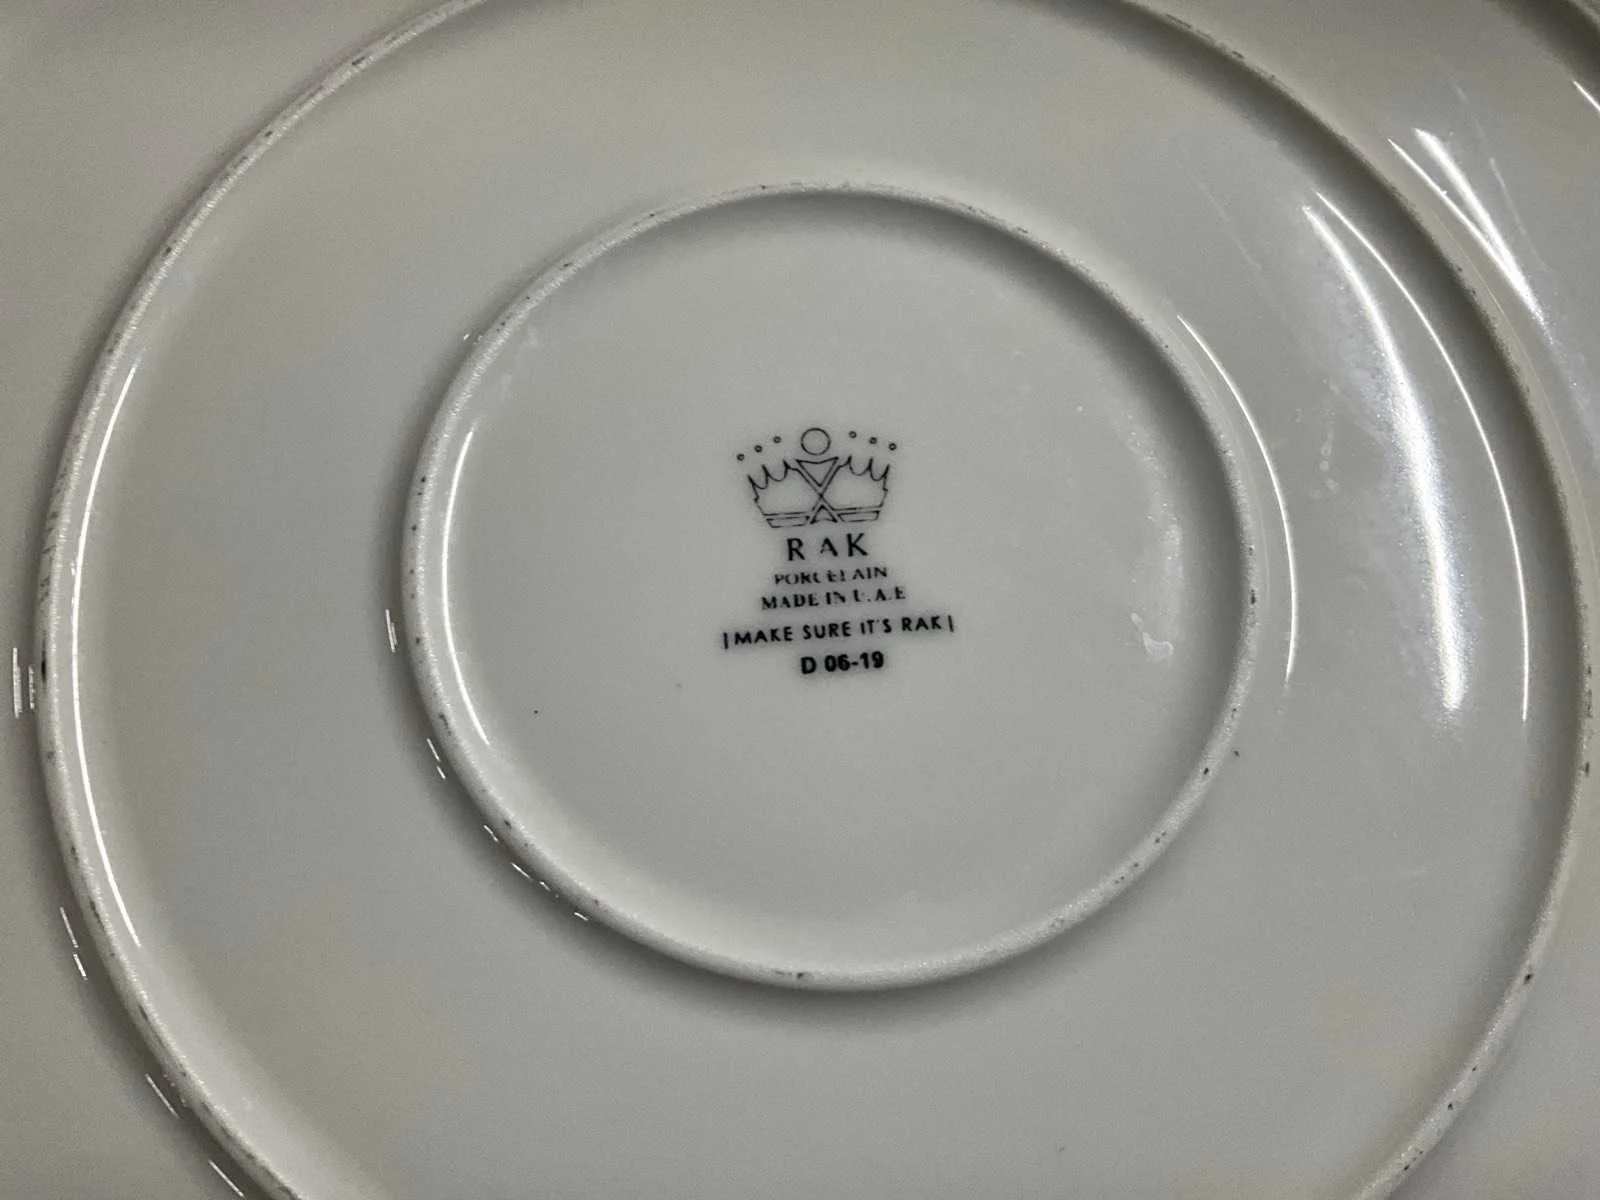 RAK
PORCELAIN
MADE IN U.A.E
|MAKE SURE IT'S RAK|
D 06-19